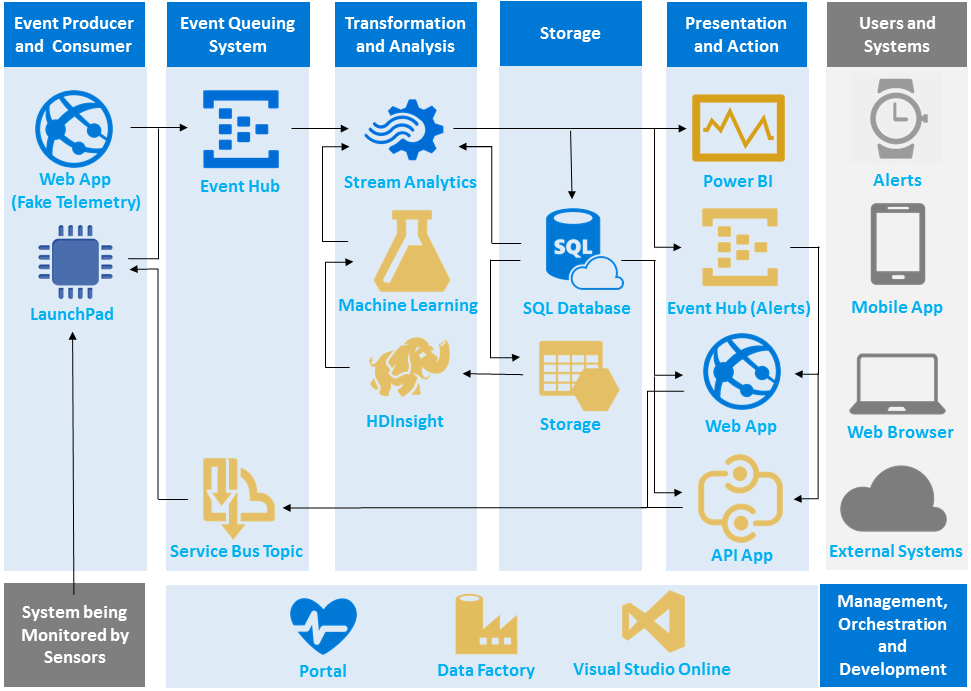 Event Producer
and Consumer
Event Queuing
System
Transformation
and Analysis
Storage
Presentation
and Action
Users and
Systems
Web App
(Fake Telemetry)
Event Hub
Stream Analytics
Power BI
Alerts
LaunchPad
Machine Learning
SQL
SQL Database
Event Hub (Alerts)
Mobile App
HDInsight
Storage
Web App
Web Browser
Service Bus Topic
API App
External Systems
System being
Monitored by
Sensors
Portal
Data Factory
Visual Studio Online
Management,
Orchestration
and
Development